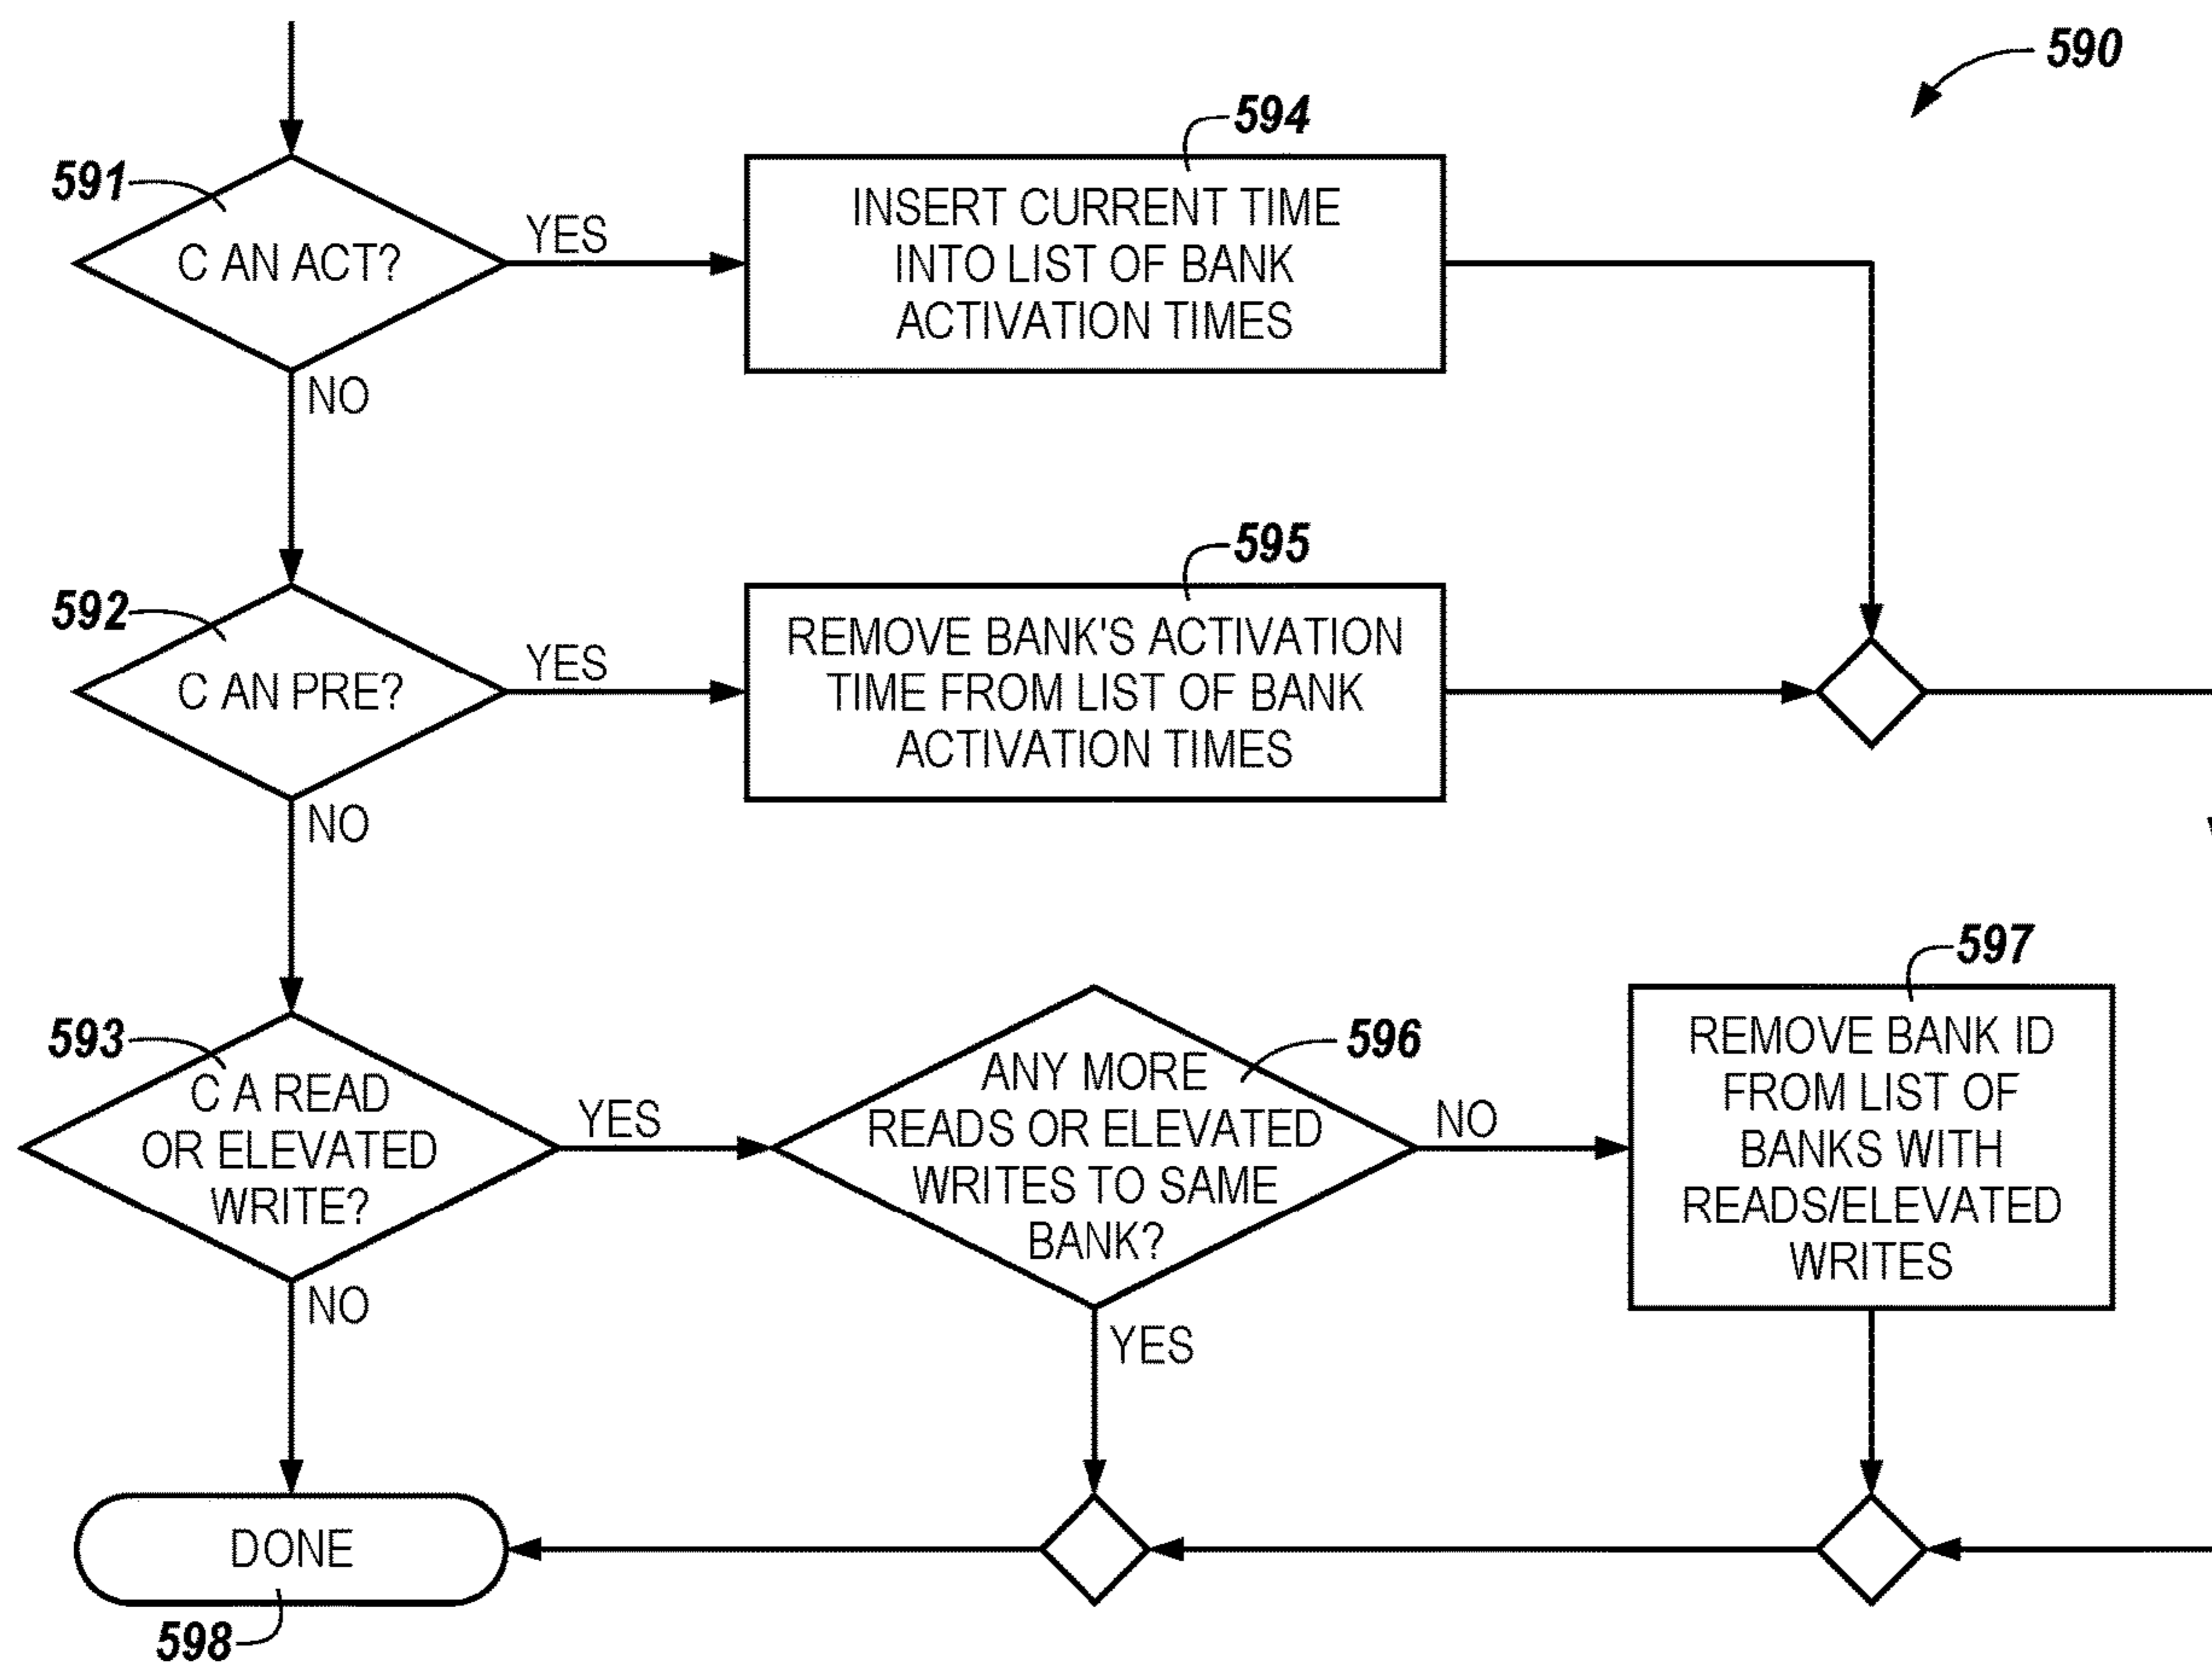 590
594
591
INSERT CURRENT TIME
INTO LIST OF BANK
ACTIVATION TIMES
C AN ACT?
YES
NO
595
592
REMOVE BANK'S ACTIVATION
TIME FROM LIST OF BANK
ACTIVATION TIMES
C AN PRE?
YES
NO
597
593
596
C A READ
OR ELEVATED
WRITE?
YES
ANY MORE
READS OR ELEVATED
WRITES TO SAME
BANK?
NO
REMOVE BANK ID
FROM LIST OF
BANKS WITH
READS/ELEVATED
WRITES
NO
YES
DONE
598